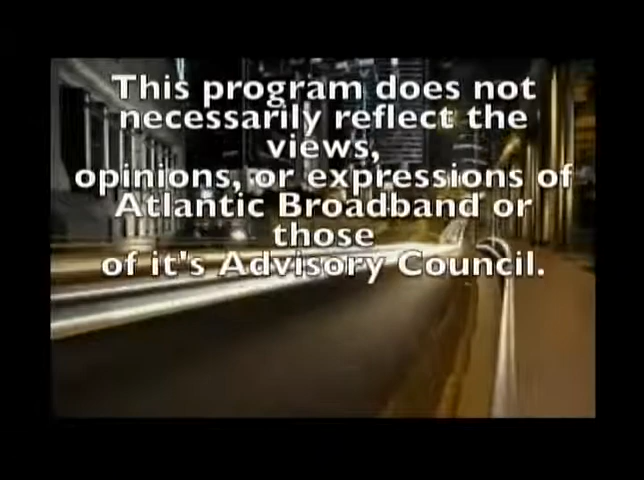 This program does not
necessarily reflect the
views,
opinions, or expressions of
Atlantic Broadband or
those
of it's Advisory Council.